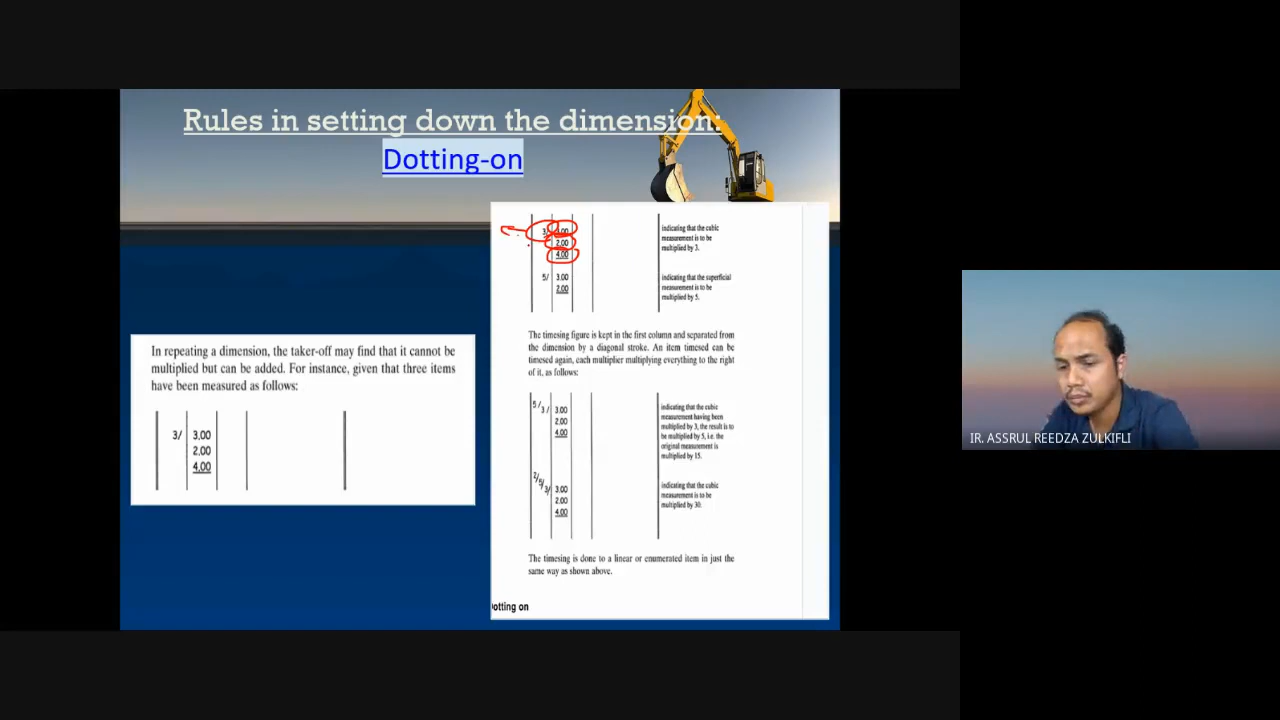 Rules in setting down the dimension:
Dotting-on
In repeating a dimension, the taker-off may find that it cannot be
multiplied but can be added. For instance, given that three items
have been measured as follows:
3/ 3.00
2.00
4.00
.00
2.00
4.00
indicating that the cubic
measurement is to be
multiplied by 3.
5/ 3.00
2.00
indicating that the superficial
measurement is to be
multiplied by 5.
The timesing figure is kept in the first column and separated from
the dimension by a diagonal stroke. An item timesed can be
timesed again, each multiplier multiplying everything to the right
of it, as follows:
5/ 3/ 3.00
2.00
4.00
indicating that the cubic
measurement having been
multiplied by 3, the result is to
be multiplied by 5, i.e. the
original measurement is
multiplied by 15.
2/ 5/ 3/ 3.00
2.00
4.00
indicating that the cubic
measurement is to be
multiplied by 30.
The timesing is done to a linear or enumerated item in just the
same way as shown above.
otting on
IR. ASSRUL REEDZA ZULKIFLI